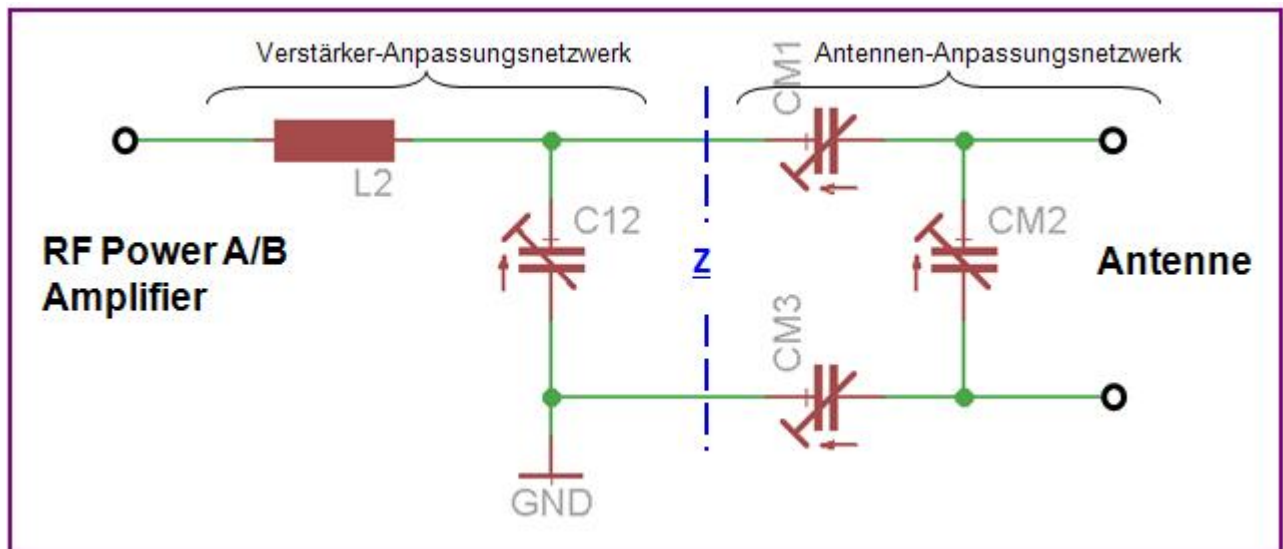 Verstärker-Anpassungsnetzwerk
Antennen-Anpassungsnetzwerk
CM1
L2
C12
CM2
RF Power A/B
Amplifier
Z
Antenne
CM3
GND